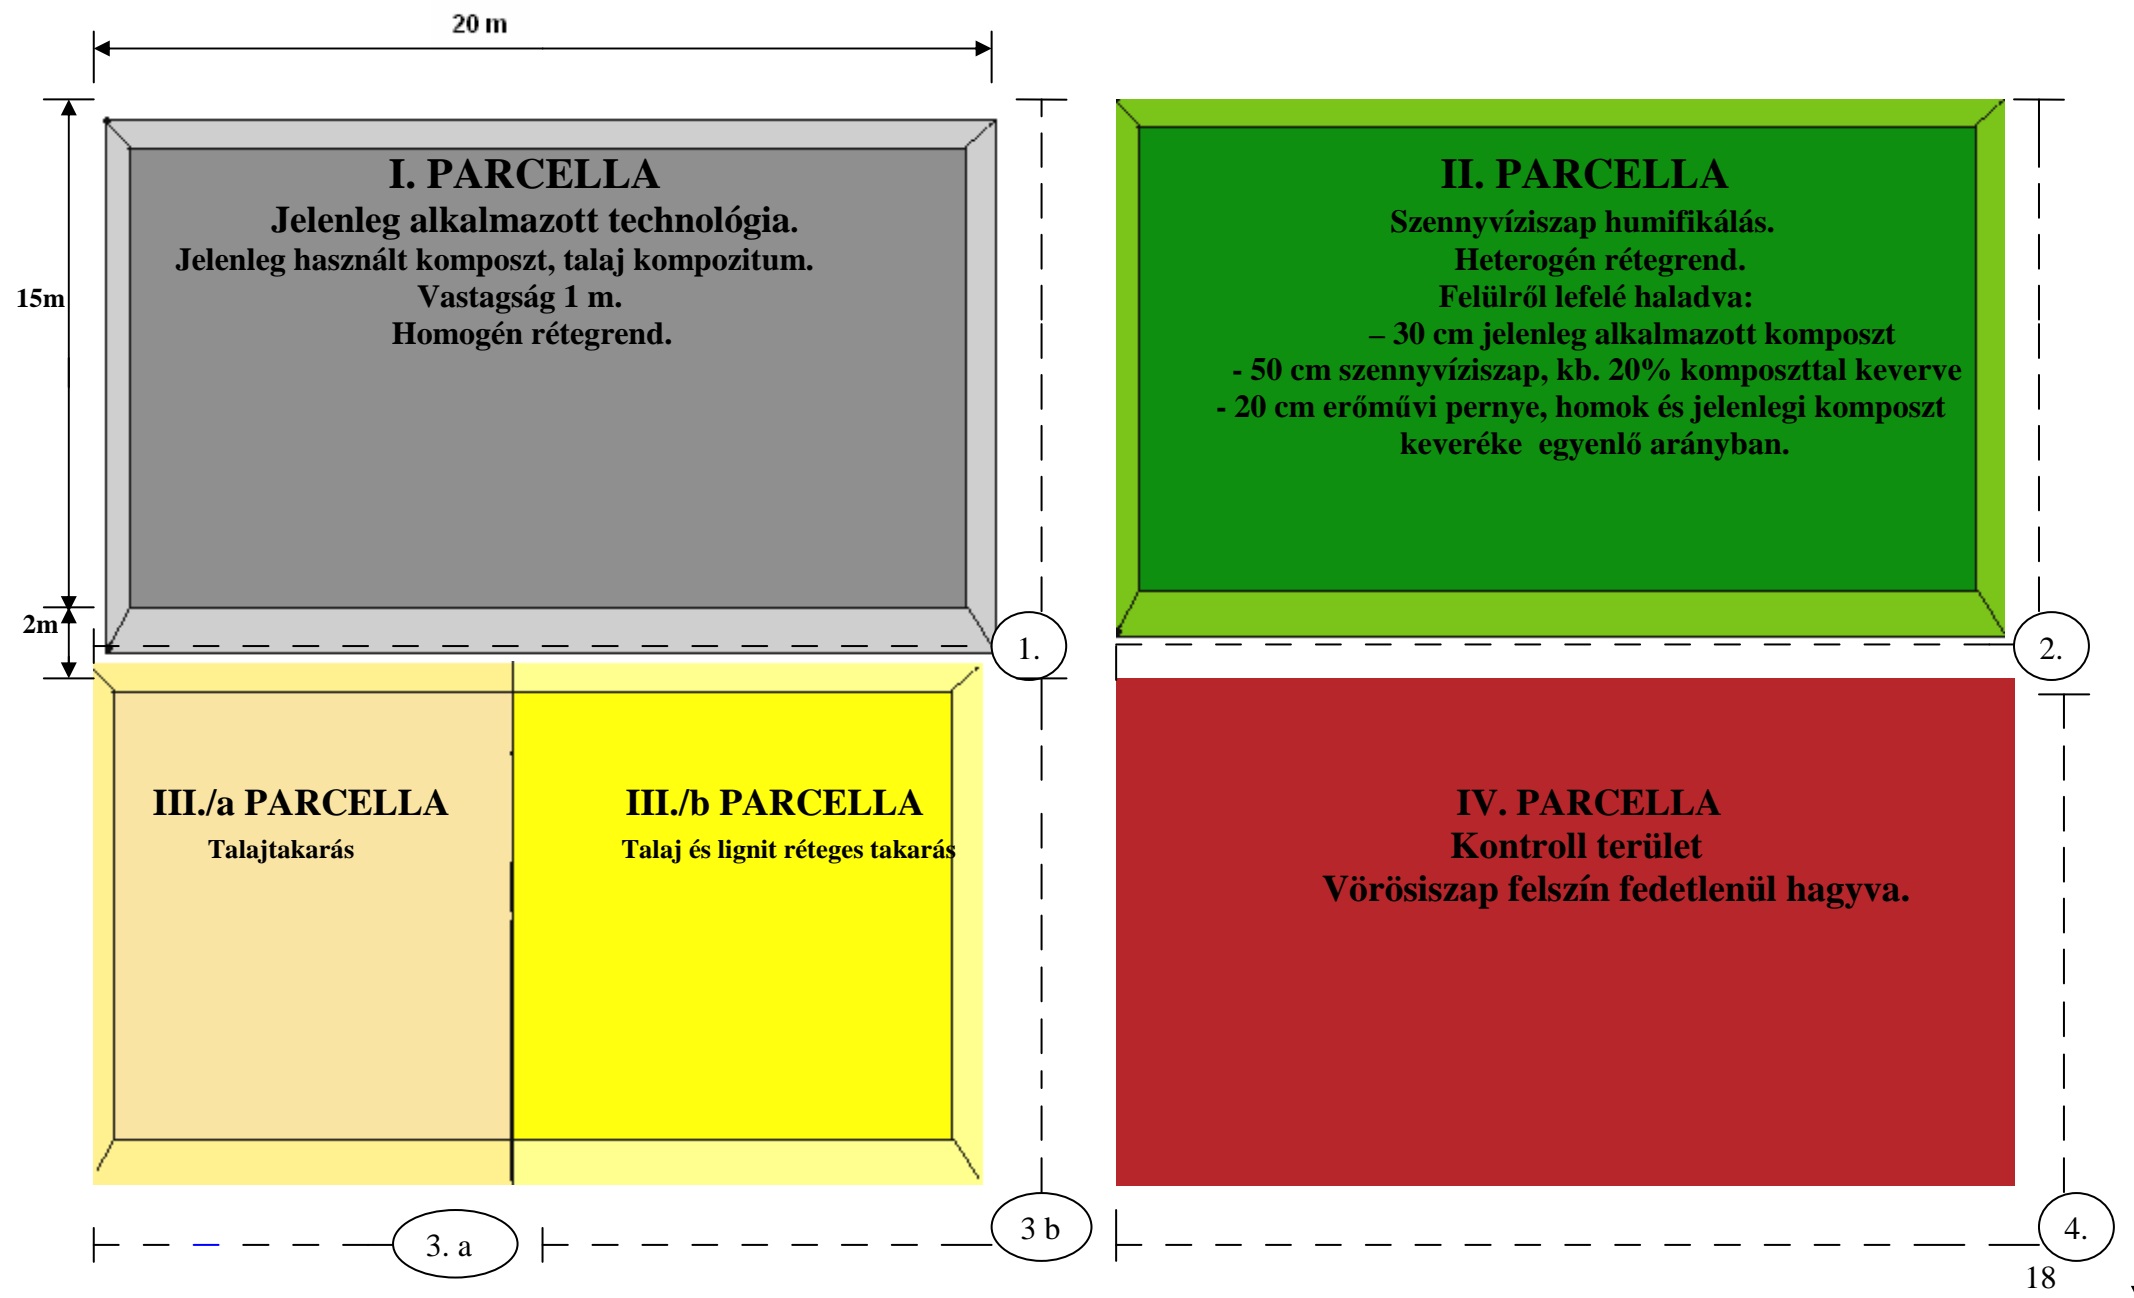 20 m
15m
2m
I. PARCELLA
Jelenleg alkalmazott technológia.
Jelenleg használt komposzt, talaj kompozitum.
Vastagság 1 m.
Homogén rétegrend.
II. PARCELLA
Szennyvíziszap humifikálás.
Heterogén rétegrend.
Felülről lefelé haladva:
– 30 cm jelenleg alkalmazott komposzt
- 50 cm szennyvíziszap, kb. 20% komposzttal keverve
- 20 cm erőművi pernye, homok és jelenlegi komposzt
keveréke egyenlő arányban.
1.
2.
III./a PARCELLA
Talajtakarás
III./b PARCELLA
Talaj és lignit réteges takarás
IV. PARCELLA
Kontroll terület
Vörösiszap felszín fedetlenül hagyva.
3. a
3 b
4.
18